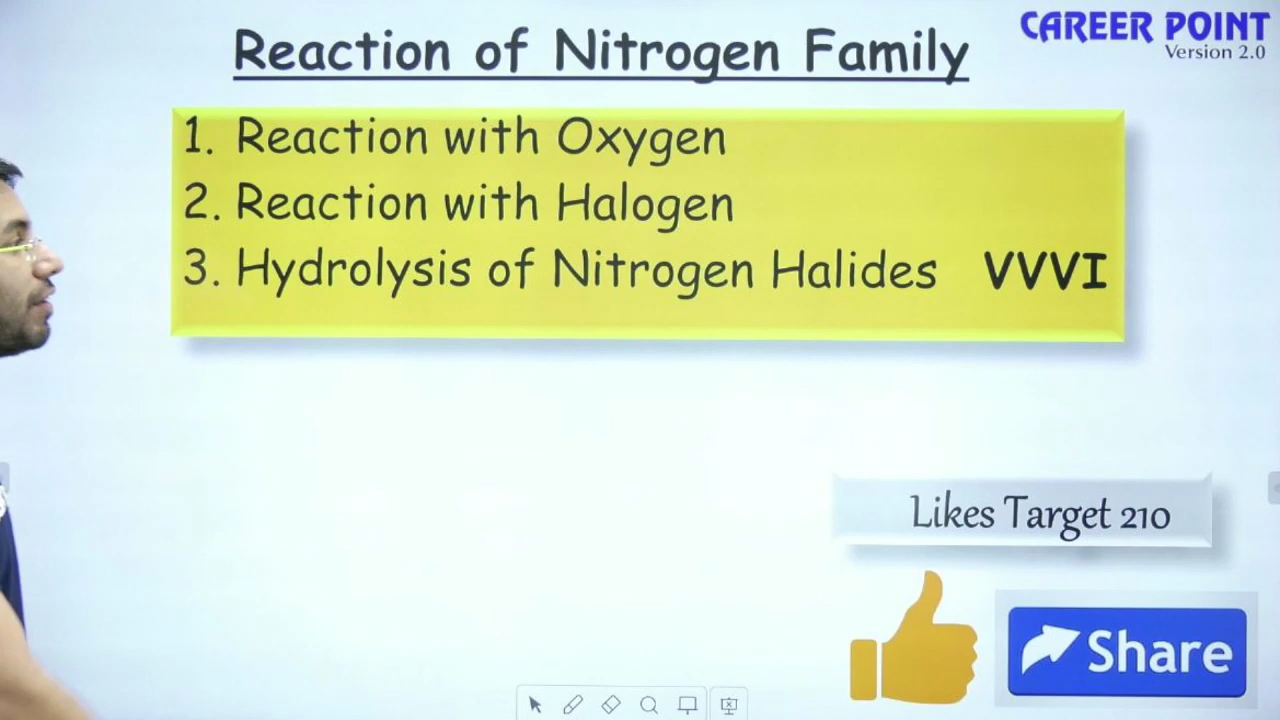 Reaction of Nitrogen Family
CAREER POINT
Version 2.0
1. Reaction with Oxygen
2. Reaction with Halogen
3. Hydrolysis of Nitrogen Halides VVVI
Likes Target 210
Share